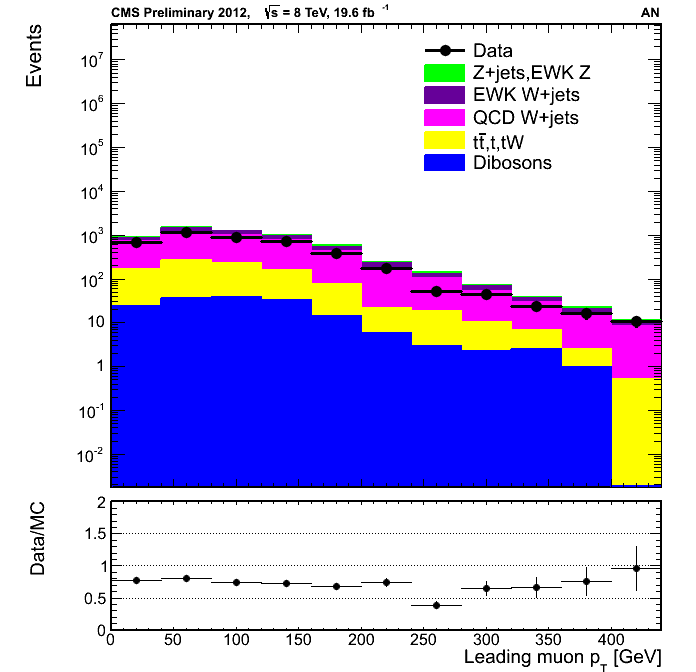 CMS Preliminary 2012, √s = 8 TeV, 19.6 fb⁻¹ AN
Events
Data
Z+jets,EWK Z
EWK W+jets
QCD W+jets
tt̅,t,tW
Dibosons
10⁷
10⁶
10⁵
10⁴
10³
10²
10
1
10⁻¹
10⁻²
Data/MC
2
1.5
1
0.5
0
0 50 100 150 200 250 300 350 400
Leading muon p_T [GeV]